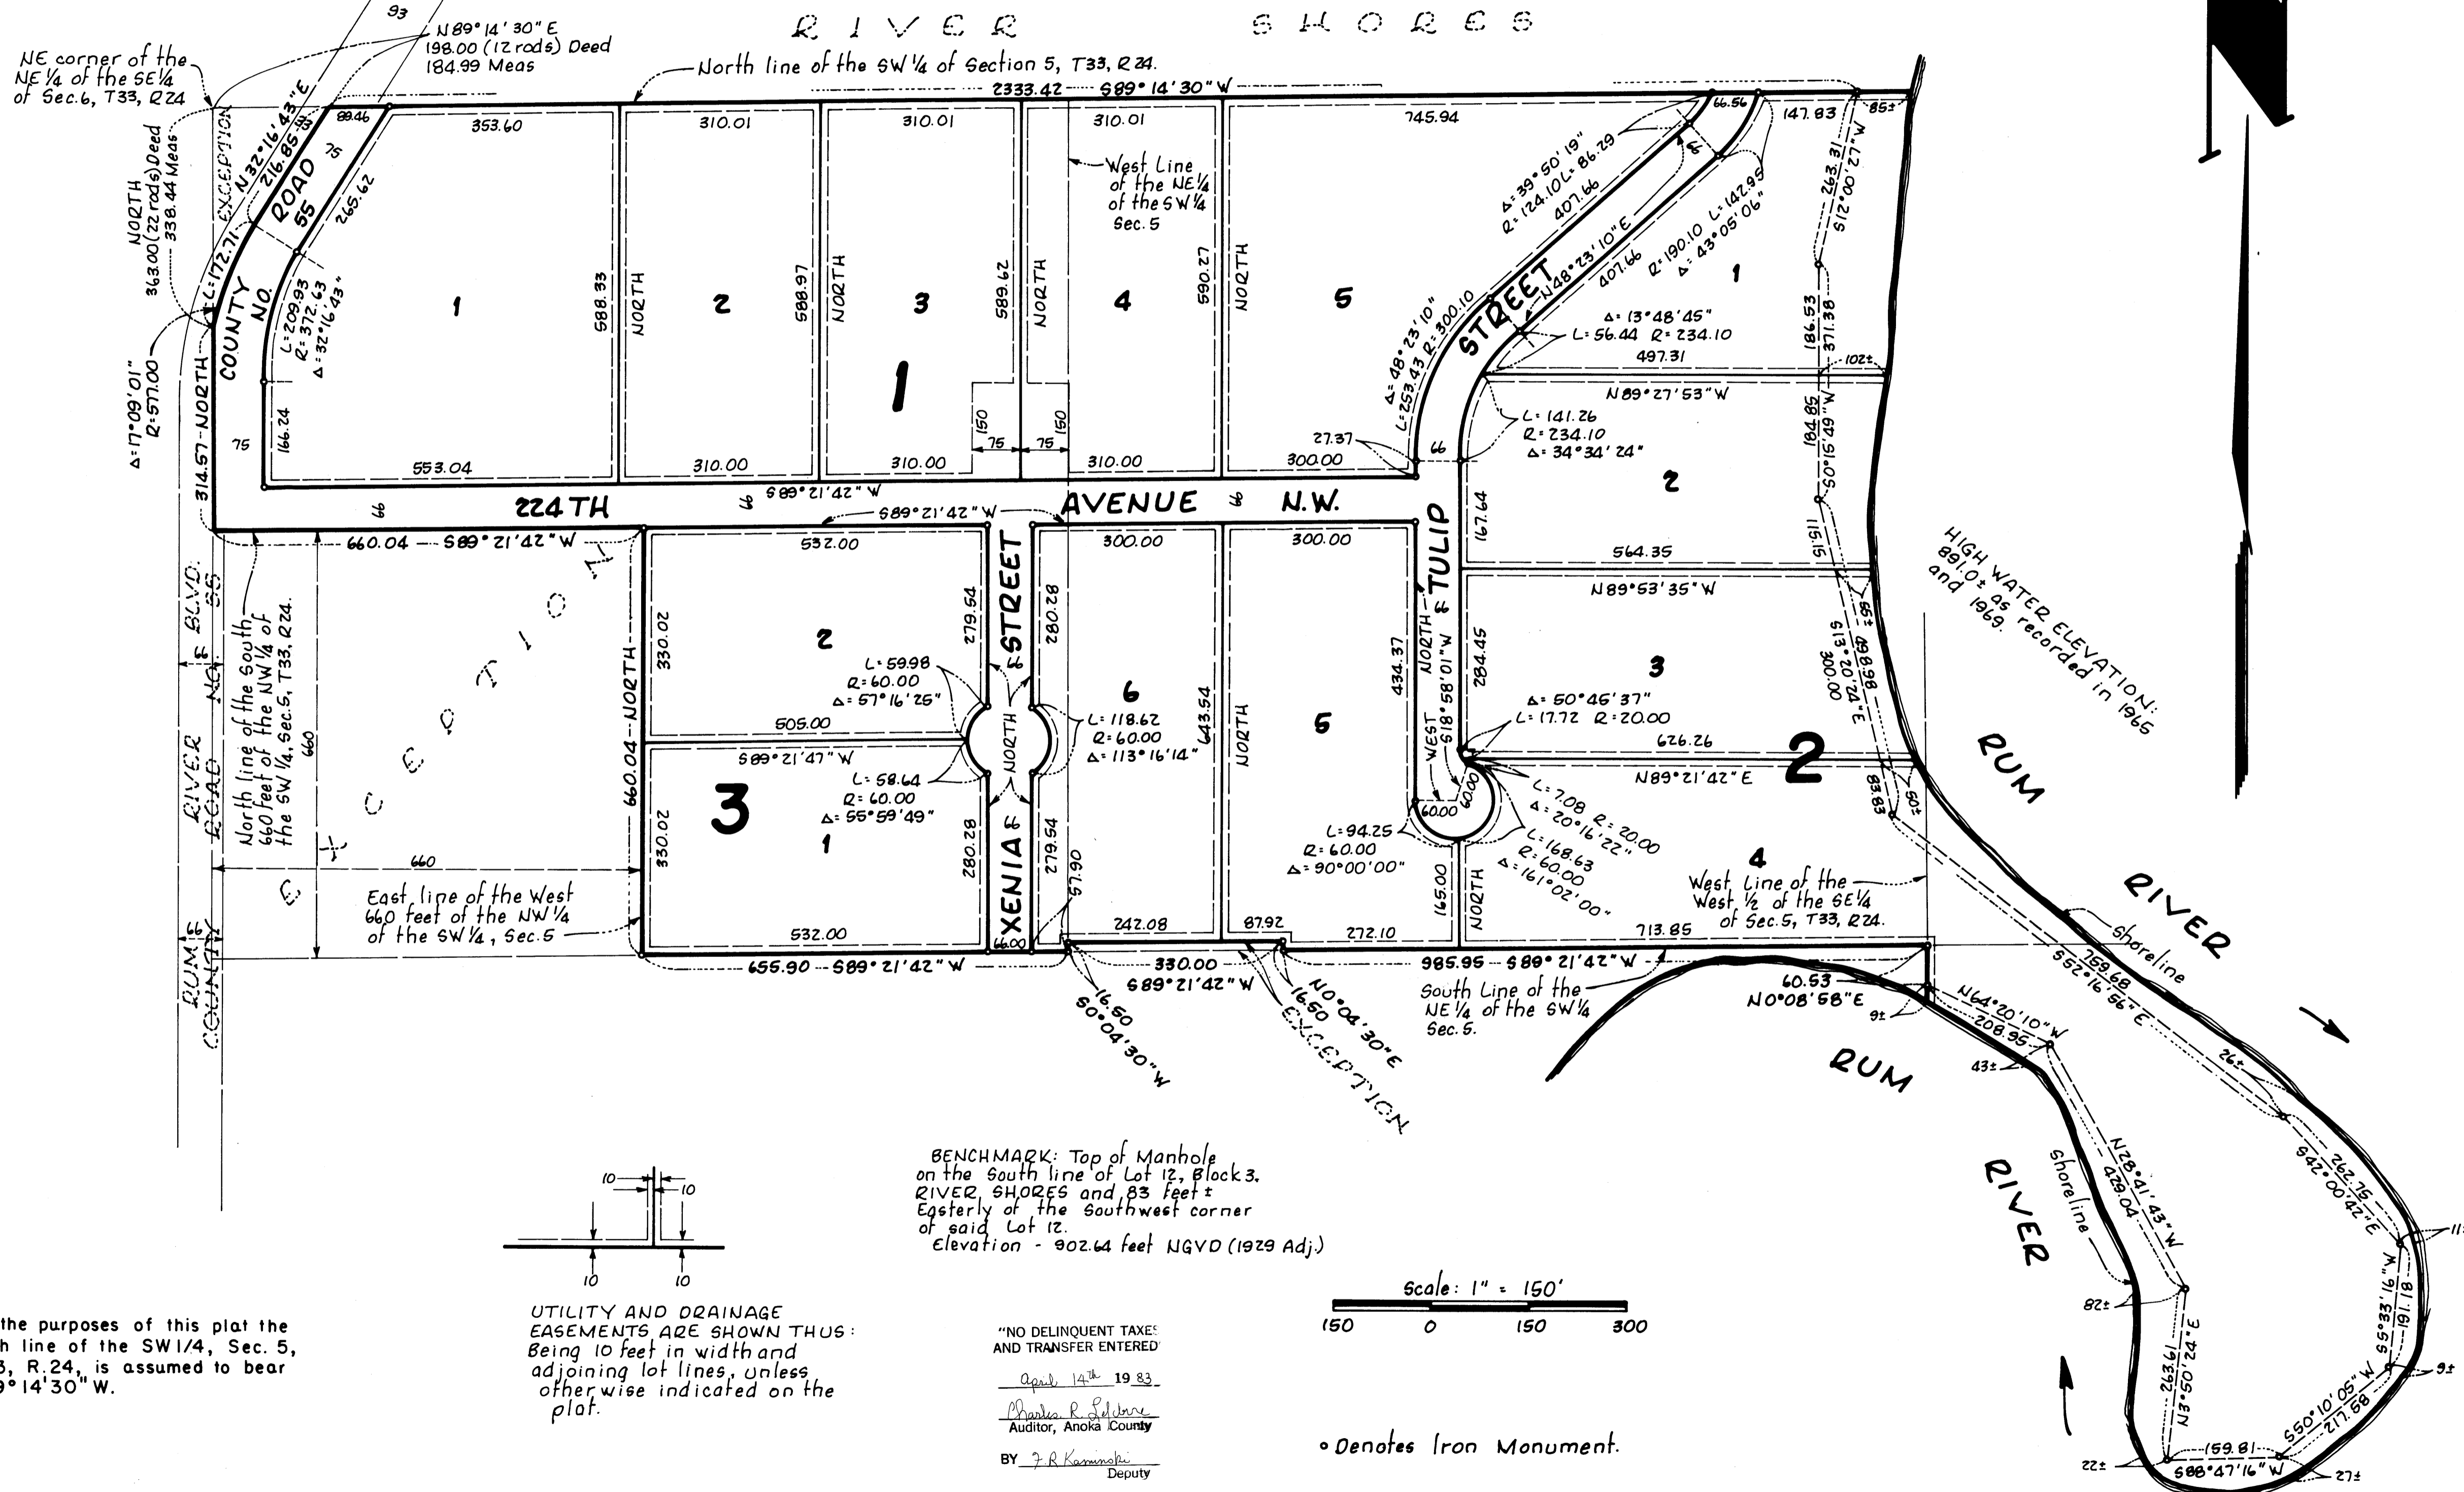 RIVER SHORES
93
N89°14'30"E
198.00 (12 rods) Deed
184.99 Meas
NE corner of the
NE 1/4 of the SE 1/4
of Sec. 6, T33, R24
North line of the SW 1/4 of Section 5, T33, R24.
2333.42 S89°14'30"W
EXCEPTION
N32°16'43"E
216.85
33
89.46
353.60
310.01
310.01
310.01
745.94
66.56
147.83
85±
NORTH
363.00 (22 rods) Deed
338.44 Meas
COUNTY
ROAD
NO. 55
75
265.62
L=172.71
L=209.93
R=372.63
Δ=32°16'43"
Δ=17°09'01"
R=577.00
314.57-NORTH
75
166.24
1
588.33
NORTH
2
588.97
NORTH
3
589.62
NORTH
West Line
of the NE 1/4
of the SW 1/4
Sec. 5
4
590.27
NORTH
5
1
150
75
75
150
553.04
310.00
310.00
310.00
300.00
Δ=39°50'19"
R=124.10 L=86.29
407.66
66
N48°23'10"E
407.66
R=190.10 L=142.95
Δ=43°05'06"
1
S12°00'27"W
263.31
Δ=48°23'10"
L=253.43 R=300.10
STREET
Δ=13°48'45"
L=56.44 R=234.10
497.31
102±
N89°27'53"W
186.53
371.38
184.85
S0°15'49"W
27.37
66
L=141.26
R=234.10
Δ=34°34'24"
2
167.64
564.35
N89°53'35"W
115.15
55±
498.98
S13°20'24"E
300.00
224TH AVENUE N.W.
66
66
66
S89°21'42"W
S89°21'42"W
660.04 S89°21'42"W
EXCEPTION
RUM RIVER BLVD.
COUNTY ROAD NO. 55
66
66
North line of the South
660 feet of the NW 1/4 of
the SW 1/4, Sec. 5, T33, R24.
660
660
East line of the West
660 feet of the NW 1/4
of the SW 1/4, Sec. 5
660.04-NORTH
532.00
330.02
2
279.54
L=59.98
R=60.00
Δ=57°16'25"
505.00
S89°21'47"W
3
L=58.64
R=60.00
Δ=55°59'49"
1
330.02
280.28
532.00
XENIA STREET
66
66
NORTH
66.00
280.28
300.00
6
L=118.62
R=60.00
Δ=113°16'14"
643.54
NORTH
279.54
57.90
242.08
300.00
5
434.37
NORTH
TULIP
66
S18°58'01"W
WEST
60.00
60.00
L=94.25
R=60.00
Δ=90°00'00"
165.00
NORTH
87.92
272.10
284.45
3
Δ=50°45'37"
L=17.72 R=20.00
626.26
N89°21'42"E
2
L=7.08 R=20.00
Δ=20°16'22"
L=168.63
R=60.00
Δ=161°02'00"
4
83.83
50±
West Line of the
West 1/2 of the SE 1/4
of Sec. 5, T33, R24.
713.85
655.90 S89°21'42"W
330.00
S89°21'42"W
985.95 S89°21'42"W
16.50
S0°04'30"W
N0°04'30"E
16.50
EXCEPTION
South Line of the
NE 1/4 of the SW 1/4
Sec. 5.
60.53
N0°08'58"E
9±
HIGH WATER ELEVATION:
891.0± as recorded in 1965
and 1969.
RUM RIVER
shoreline
759.68
S52°16'56"E
N64°20'10"W
208.95
43±
26±
RUM
RIVER
shoreline
N28°41'43"W
429.04
262.75
S42°00'42"E
S5°33'16"W
191.18
9±
82±
263.61
N3°50'24"E
S50°10'05"W
217.58
159.81
S88°47'16"W
22±
27±
10
10
10
10
UTILITY AND DRAINAGE
EASEMENTS ARE SHOWN THUS:
Being 10 feet in width and
adjoining lot lines, unless
otherwise indicated on the
plat.
BENCHMARK: Top of Manhole
on the South line of Lot 12, Block 3.
RIVER SHORES and 83 feet ±
Easterly of the Southwest corner
of said Lot 12.
Elevation - 902.64 feet NGVD (1929 Adj.)
Scale: 1" = 150'
150 0 150 300
the purposes of this plat the
h line of the SW1/4, Sec. 5,
3, R.24, is assumed to bear
9°14'30"W.
"NO DELINQUENT TAXES
AND TRANSFER ENTERED
April 14th 1983
Charles R. Lefebvre
Auditor, Anoka County
BY F.R Kaminski
Deputy
Denotes Iron Monument.